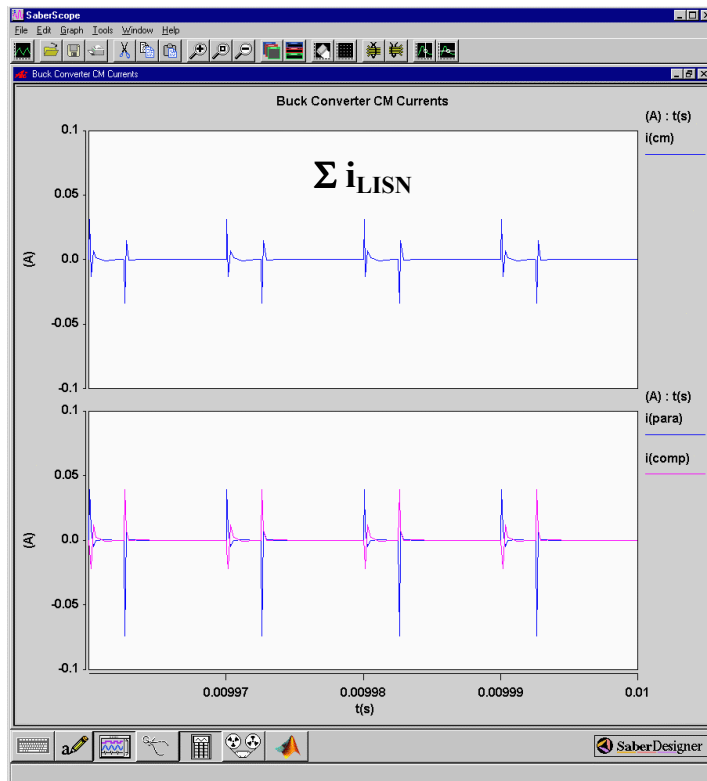 SaberScope
File Edit Graph Tools Window Help
Buck Converter CM Currents
Buck Converter CM Currents
(A) : t(s)
i(cm)
Σ iLISN
0.1
0.05
0.0
-0.05
-0.1
(A)
(A) : t(s)
i(para)
i(comp)
0.1
0.05
0.0
-0.05
-0.1
(A)
0.00997 0.00998 0.00999 0.01
t(s)
a
SaberDesigner